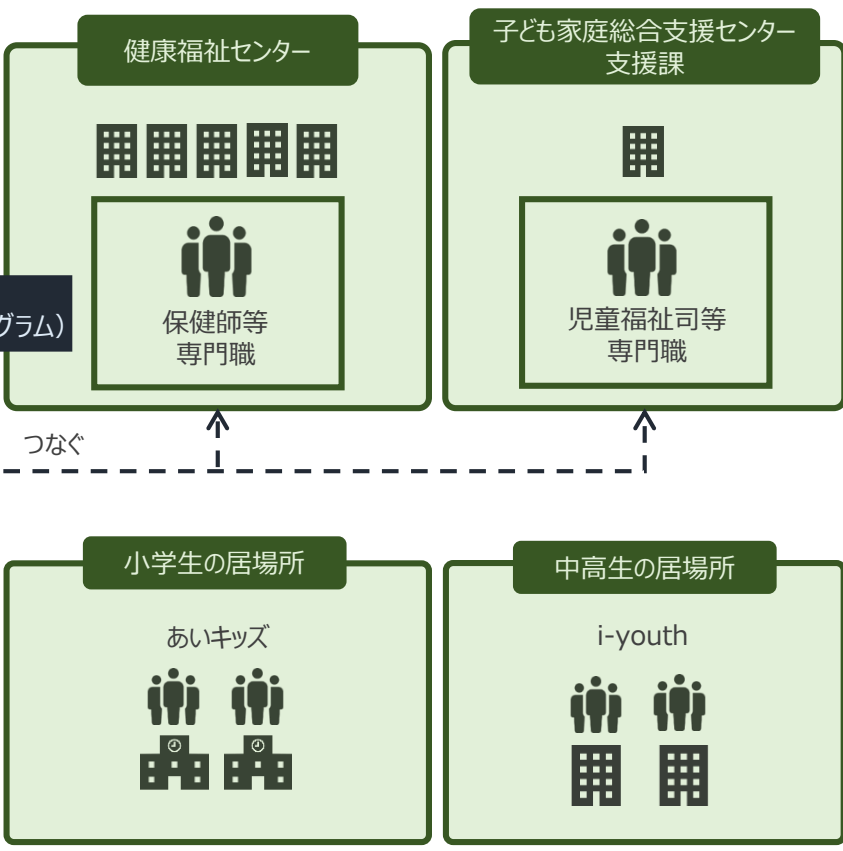 健康福祉センター
子ども家庭総合支援センター
支援課
保健師等
専門職
児童福祉司等
専門職
グラム）
つなぐ
小学生の居場所
中高生の居場所
あいキッズ
i-youth